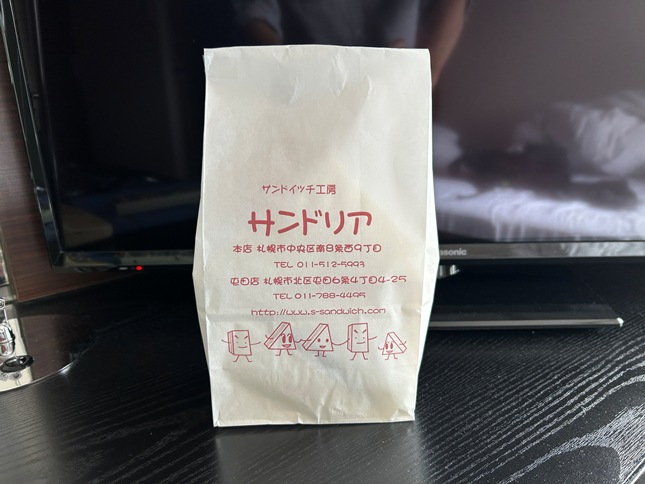 サンドイッチ工房
サンドリア
本店 札幌市中央区南8条西9丁目
TEL 011-512-5993
屯田店 札幌市北区屯田6条4丁目4-25
TEL 011-788-4495
http://www.s-sandwich.com